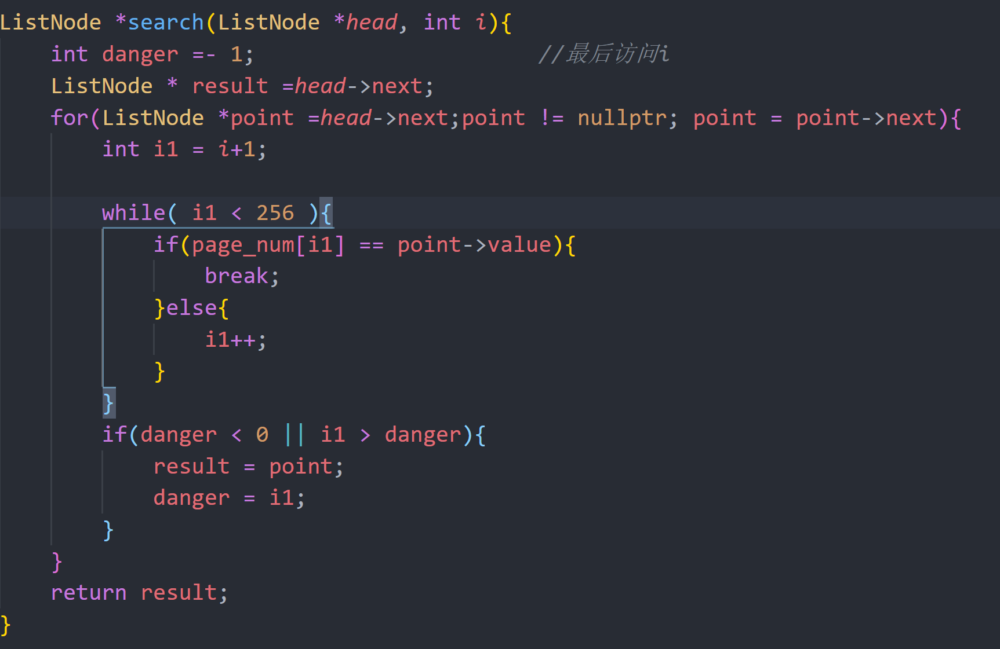 ListNode *search(ListNode *head, int i){
    int danger =- 1;                      //最后访问i
    ListNode * result =head->next;
    for(ListNode *point =head->next;point != nullptr; point = point->next){
        int i1 = i+1;

        while( i1 < 256 ){
            if(page_num[i1] == point->value){
                break;
            }else{
                i1++;
            }
        }
        if(danger < 0 || i1 > danger){
            result = point;
            danger = i1;
        }
    }
    return result;
}